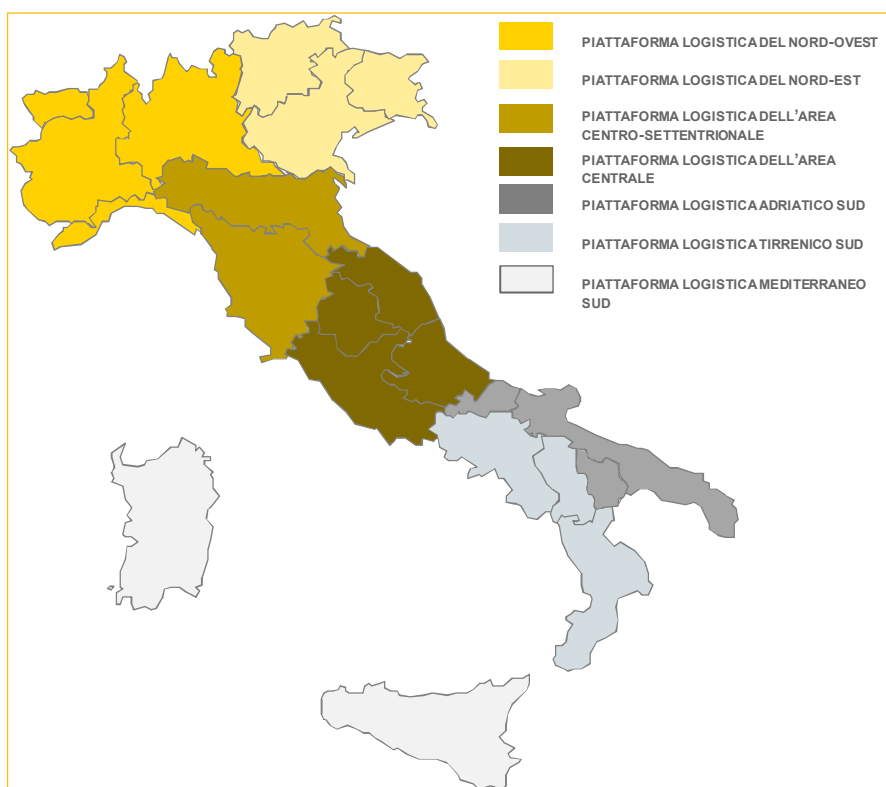 PIATTAFORMA LOGISTICA DEL NORD-OVEST
PIATTAFORMA LOGISTICA DEL NORD-EST
PIATTAFORMA LOGISTICA DELL'AREA
CENTRO-SETTENTRIONALE
PIATTAFORMA LOGISTICA DELL'AREA
CENTRALE
PIATTAFORMA LOGISTICA ADRIATICO SUD
PIATTAFORMA LOGISTICA TIRRENICO SUD
PIATTAFORMA LOGISTICA MEDITERRANEO
SUD